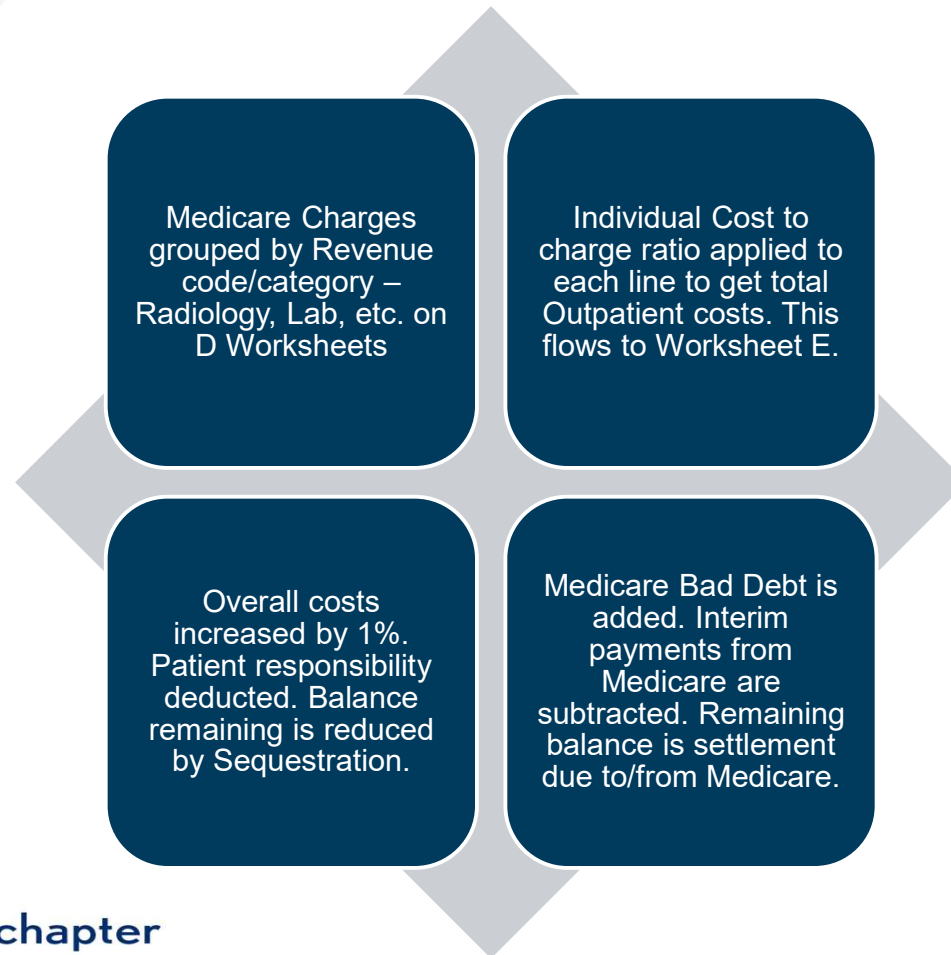 Medicare Charges
grouped by Revenue
code/category –
Radiology, Lab, etc. on
D Worksheets
Individual Cost to
charge ratio applied to
each line to get total
Outpatient costs. This
flows to Worksheet E.
Overall costs
increased by 1%.
Patient responsibility
deducted. Balance
remaining is reduced
by Sequestration.
Medicare Bad Debt is
added. Interim
payments from
Medicare are
subtracted. Remaining
balance is settlement
due to/from Medicare.
chapter